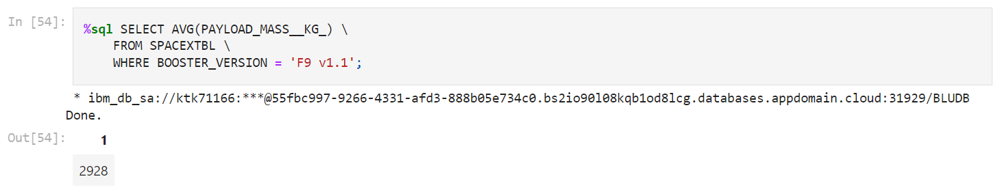 In [54]:
%sql SELECT AVG(PAYLOAD_MASS__KG_) \
FROM SPACEXTBL \
WHERE BOOSTER_VERSION = 'F9 v1.1';
* ibm_db_sa://ktk71166:***@55fbc997-9266-4331-afd3-888b05e734c0.bs2io90l08kqb1od8lcg.databases.appdomain.cloud:31929/BLUDB
Done.
Out[54]:
1
2928